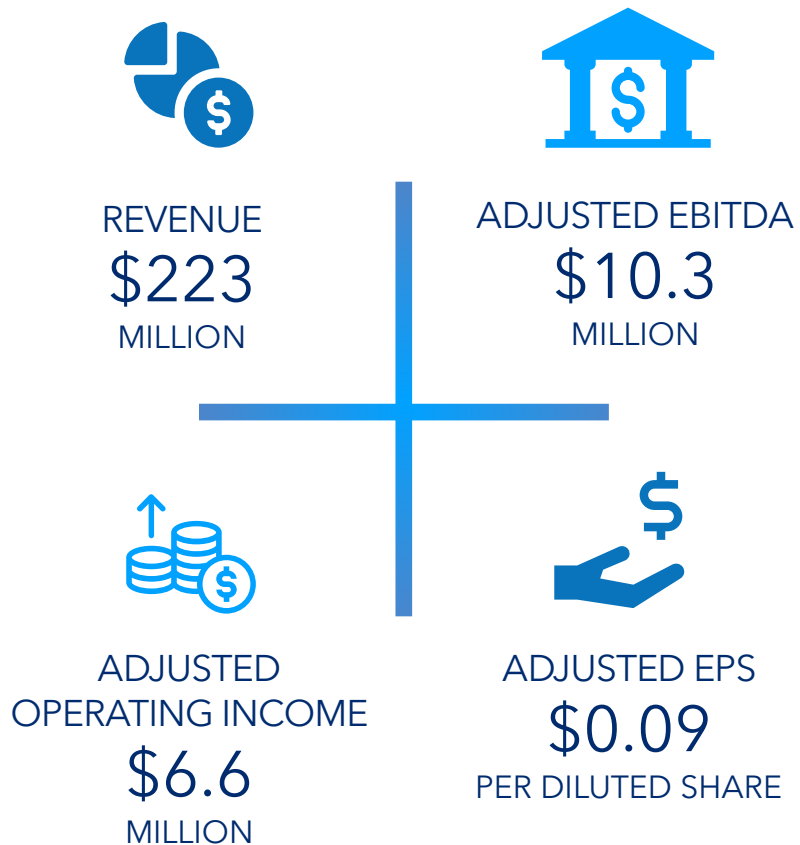 $
$
REVENUE
$223
MILLION
ADJUSTED EBITDA
$10.3
MILLION
$
$
ADJUSTED
OPERATING INCOME
$6.6
MILLION
ADJUSTED EPS
$0.09
PER DILUTED SHARE